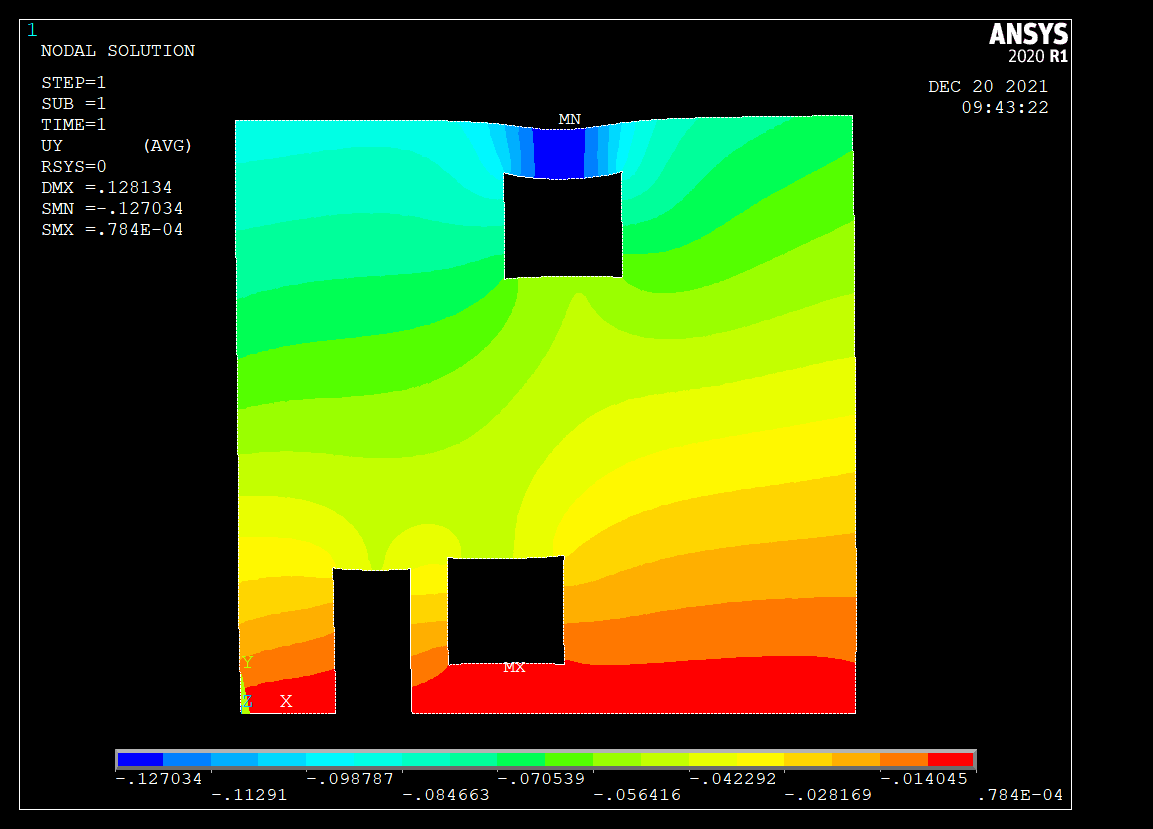 1
ANSYS
2020 R1
NODAL SOLUTION
STEP=1
SUB =1
TIME=1
UY (AVG)
RSYS=0
DMX =.128134
SMN =-.127034
SMX =.784E-04
DEC 20 2021
09:43:22
MN
MX
Y
Z X
-.127034 -.098787 -.070539 -.042292 -.014045
-.11291 -.084663 -.056416 -.028169 .784E-04